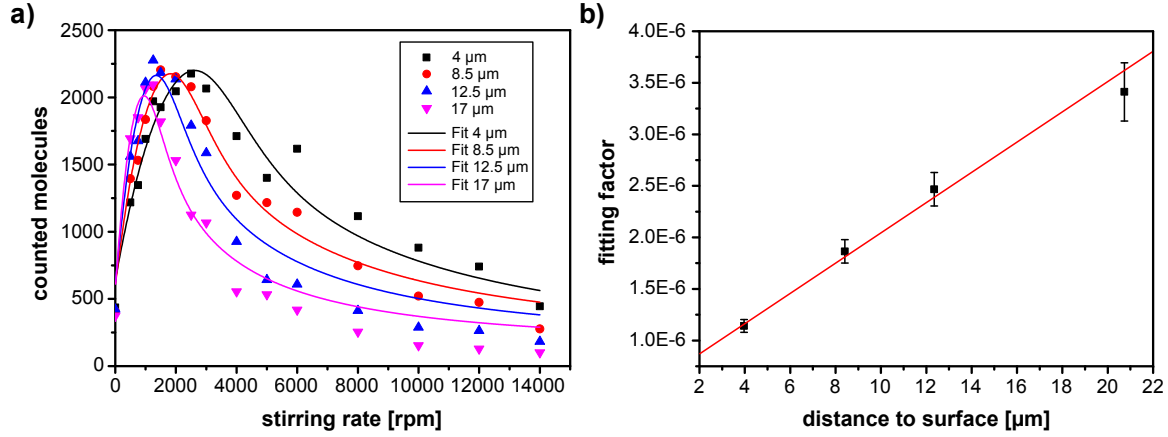 a)
2500
2000
1500
1000
500
0
counted molecules
0 2000 4000 6000 8000 10000 12000 14000
stirring rate [rpm]
4 µm
8.5 µm
12.5 µm
17 µm
Fit 4 µm
Fit 8.5 µm
Fit 12.5 µm
Fit 17 µm
b)
4.0E-6
3.5E-6
3.0E-6
2.5E-6
2.0E-6
1.5E-6
1.0E-6
fitting factor
2 4 6 8 10 12 14 16 18 20 22
distance to surface [µm]